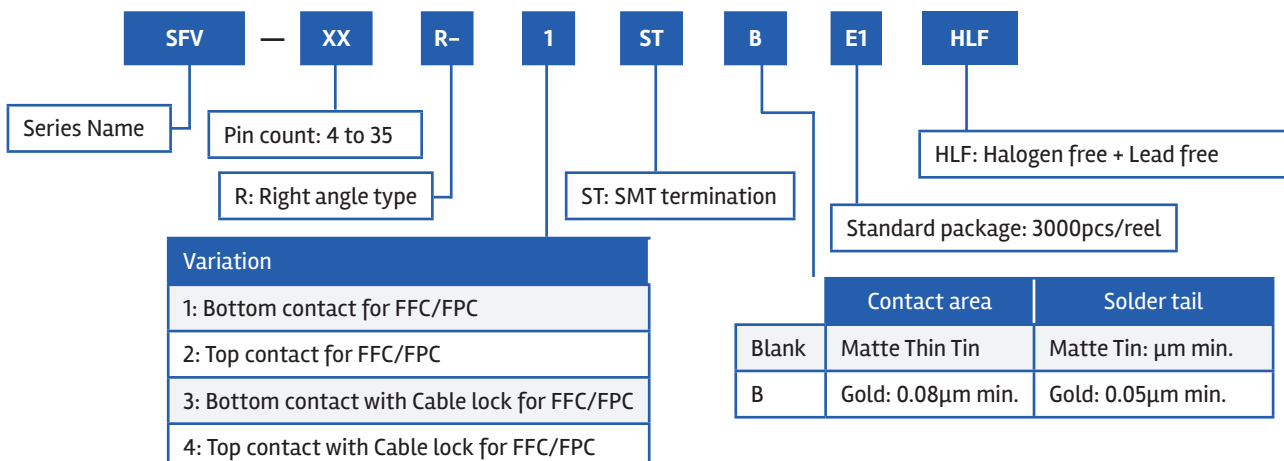 SFV — XX R- 1 ST B E1 HLF
Series Name
Pin count: 4 to 35
HLF: Halogen free + Lead free
R: Right angle type
ST: SMT termination
Standard package: 3000pcs/reel
Variation
1: Bottom contact for FFC/FPC
2: Top contact for FFC/FPC
3: Bottom contact with Cable lock for FFC/FPC
4: Top contact with Cable lock for FFC/FPC
Contact area Solder tail
Blank Matte Thin Tin Matte Tin: µm min.
B Gold: 0.08µm min. Gold: 0.05µm min.